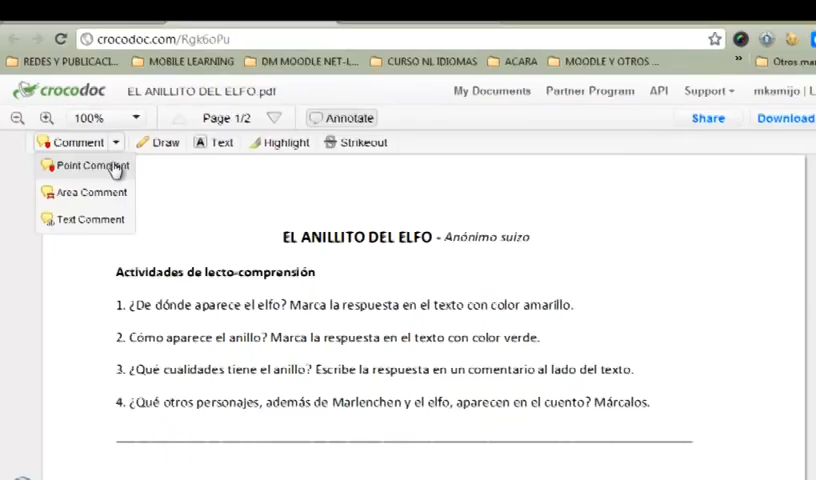 crocodoc.com/Rgk6oPu
REDES Y PUBLICACI... MOBILE LEARNING DM MOODLE NET-L... CURSO NL IDIOMAS ACARA MOODLE Y OTROS ... » Otros mar
crocodoc EL ANILLITO DEL ELFO.pdf My Documents Partner Program API Support mkamijo | L
100% Page 1/2 Annotate Share Download
Comment Draw A Text Highlight Strikeout
Point Comment
Area Comment
Text Comment
EL ANILLITO DEL ELFO - Anónimo suizo
Actividades de lecto-comprensión
1. ¿De dónde aparece el elfo? Marca la respuesta en el texto con color amarillo.
2. Cómo aparece el anillo? Marca la respuesta en el texto con color verde.
3. ¿Qué cualidades tiene el anillo? Escribe la respuesta en un comentario al lado del texto.
4. ¿Qué otros personajes, además de Marlenchen y el elfo, aparecen en el cuento? Márcalos.